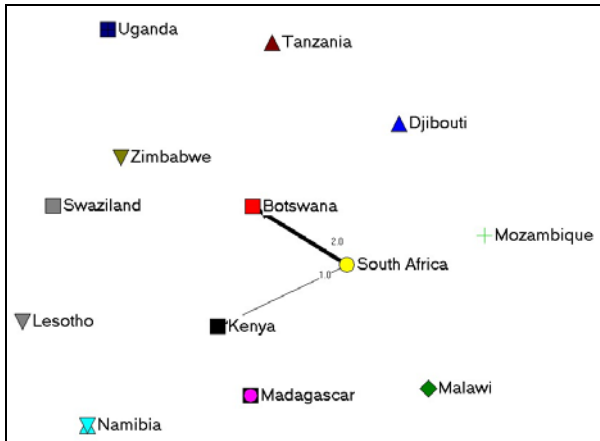 Uganda
Tanzania
Djibouti
Zimbabwe
Swaziland
Botswana
Mozambique
2.0
South Africa
1.0
Lesotho
Kenya
Malawi
Madagascar
Namibia